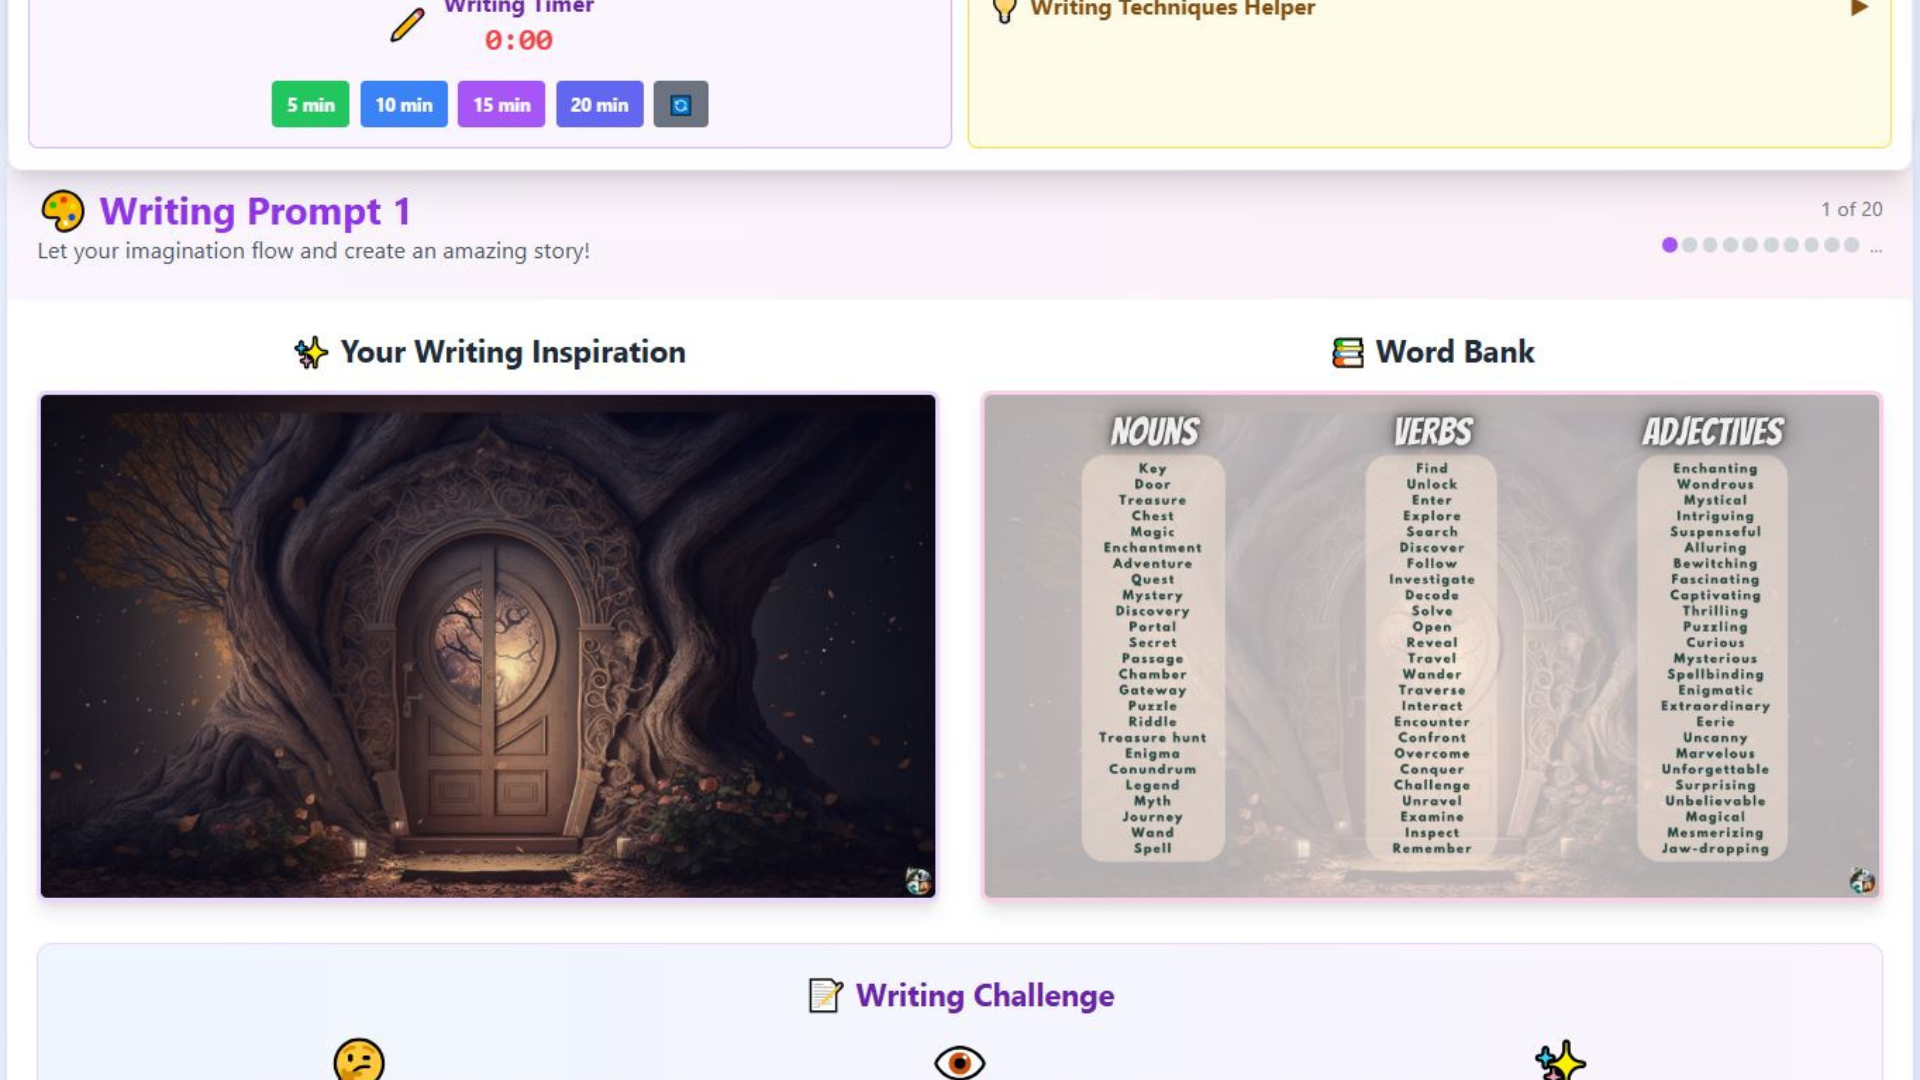 Writing Timer
0:00
5 min 10 min 15 min 20 min
Writing Techniques Helper
Writing Prompt 1
Let your imagination flow and create an amazing story!
1 of 20
...
Your Writing Inspiration
Word Bank
NOUNS
Key
Door
Treasure
Chest
Magic
Enchantment
Adventure
Quest
Mystery
Discovery
Portal
Secret
Passage
Chamber
Gateway
Puzzle
Riddle
Treasure hunt
Enigma
Conundrum
Legend
Myth
Journey
Wand
Spell
VERBS
Find
Unlock
Enter
Explore
Search
Discover
Follow
Investigate
Decode
Solve
Open
Reveal
Travel
Wander
Traverse
Interact
Encounter
Confront
Overcome
Conquer
Challenge
Unravel
Examine
Inspect
Remember
ADJECTIVES
Enchanting
Wondrous
Mystical
Intriguing
Suspenseful
Alluring
Bewitching
Fascinating
Captivating
Thrilling
Puzzling
Curious
Mysterious
Spellbinding
Enigmatic
Extraordinary
Eerie
Uncanny
Marvelous
Unforgettable
Surprising
Unbelievable
Magical
Mesmerizing
Jaw-dropping
Writing Challenge